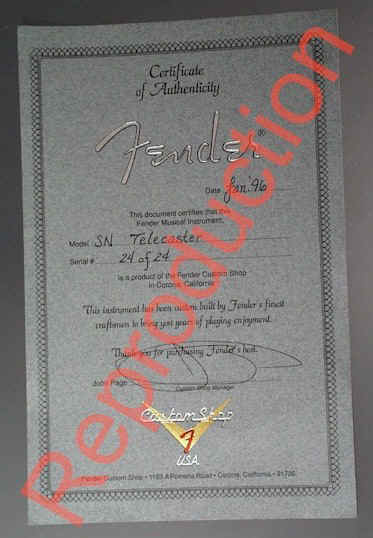 Certificate
of Authenticity
Fender®
Date Jan '96
This document certifies that this
Fender Musical Instrument,
Model SN Telecaster
Serial # 24 of 24
is a product of the Fender Custom Shop
in Corona, California
This instrument has been custom built by Fender's finest
craftsmen to bring you years of playing enjoyment.
Thank you for purchasing Fender's best.
John Page
Custom Shop Manager
Custom Shop
USA
Fender Custom Shop • Pomona Road • Corona, California • 91720
Reproduction